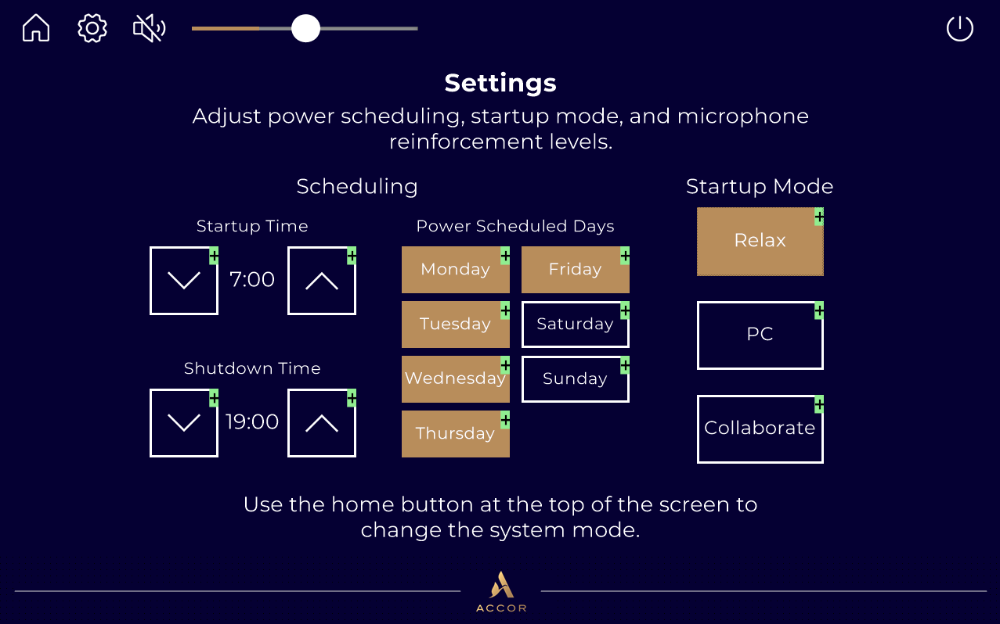 Settings
Adjust power scheduling, startup mode, and microphone
reinforcement levels.
Scheduling
Startup Time
7:00
Shutdown Time
19:00
Power Scheduled Days
Monday
Friday
Tuesday
Saturday
Wednesday
Sunday
Thursday
Startup Mode
Relax
PC
Collaborate
Use the home button at the top of the screen to
change the system mode.
ACCOR